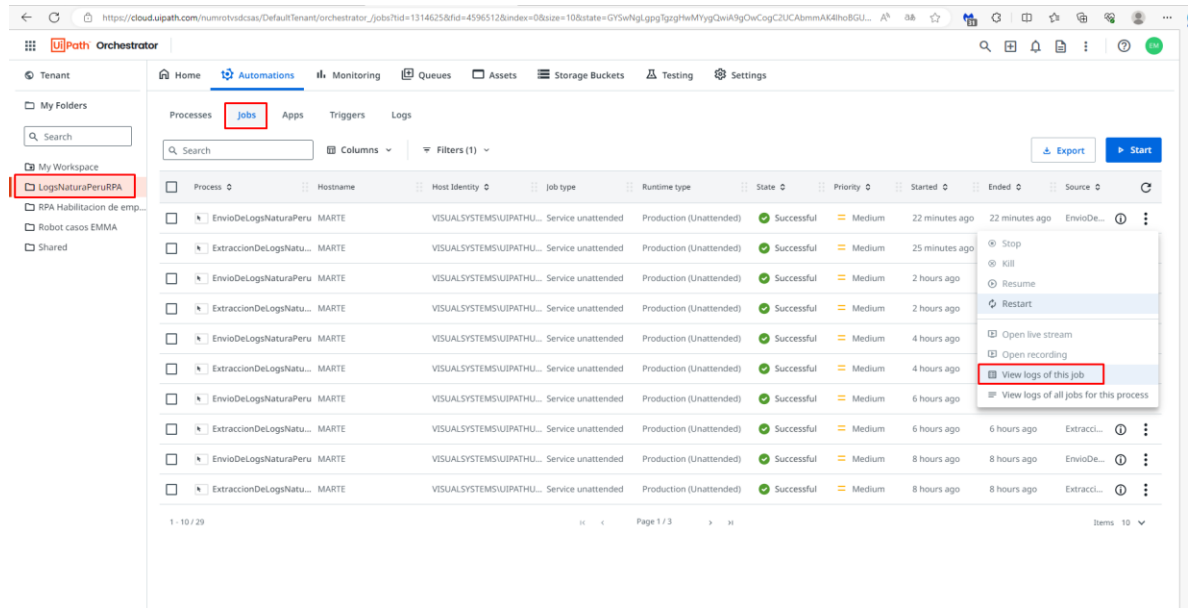 https://cloud.uipath.com/numrotvsdcsas/DefaultTenant/orchestrator_/jobs?tid=1314625&fid=4596512&index=0&size=10&state=GYSwNgLgpgTgzgHwMYygQwiA9gOwCogC2UCAbmmAK4IhoBGU...
UiPath Orchestrator
EM
Tenant
Home Automations Monitoring Queues Assets Storage Buckets Testing Settings
My Folders
Search
My Workspace
LogsNaturaPeruRPA
RPA Habilitacion de emp...
Robot casos EMMA
Shared
Processes Jobs Apps Triggers Logs
Search Columns Filters (1) Export Start
Process Hostname Host Identity Job type Runtime type State Priority Started Ended Source
EnvioDeLogsNaturaPeru MARTE VISUALSYSTEMS\UIPATHU... Service unattended Production (Unattended) Successful Medium 22 minutes ago 22 minutes ago EnvioDe...
ExtraccionDeLogsNatu... MARTE VISUALSYSTEMS\UIPATHU... Service unattended Production (Unattended) Successful Medium 25 minutes ago
EnvioDeLogsNaturaPeru MARTE VISUALSYSTEMS\UIPATHU... Service unattended Production (Unattended) Successful Medium 2 hours ago
ExtraccionDeLogsNatu... MARTE VISUALSYSTEMS\UIPATHU... Service unattended Production (Unattended) Successful Medium 2 hours ago
EnvioDeLogsNaturaPeru MARTE VISUALSYSTEMS\UIPATHU... Service unattended Production (Unattended) Successful Medium 4 hours ago
ExtraccionDeLogsNatu... MARTE VISUALSYSTEMS\UIPATHU... Service unattended Production (Unattended) Successful Medium 4 hours ago
EnvioDeLogsNaturaPeru MARTE VISUALSYSTEMS\UIPATHU... Service unattended Production (Unattended) Successful Medium 6 hours ago
ExtraccionDeLogsNatu... MARTE VISUALSYSTEMS\UIPATHU... Service unattended Production (Unattended) Successful Medium 6 hours ago 6 hours ago Extracci...
EnvioDeLogsNaturaPeru MARTE VISUALSYSTEMS\UIPATHU... Service unattended Production (Unattended) Successful Medium 8 hours ago 8 hours ago EnvioDe...
ExtraccionDeLogsNatu... MARTE VISUALSYSTEMS\UIPATHU... Service unattended Production (Unattended) Successful Medium 8 hours ago 8 hours ago Extracci...
Stop
Kill
Resume
Restart
Open live stream
Open recording
View logs of this job
View logs of all jobs for this process
1 - 10 / 29 Page 1 / 3 Items 10